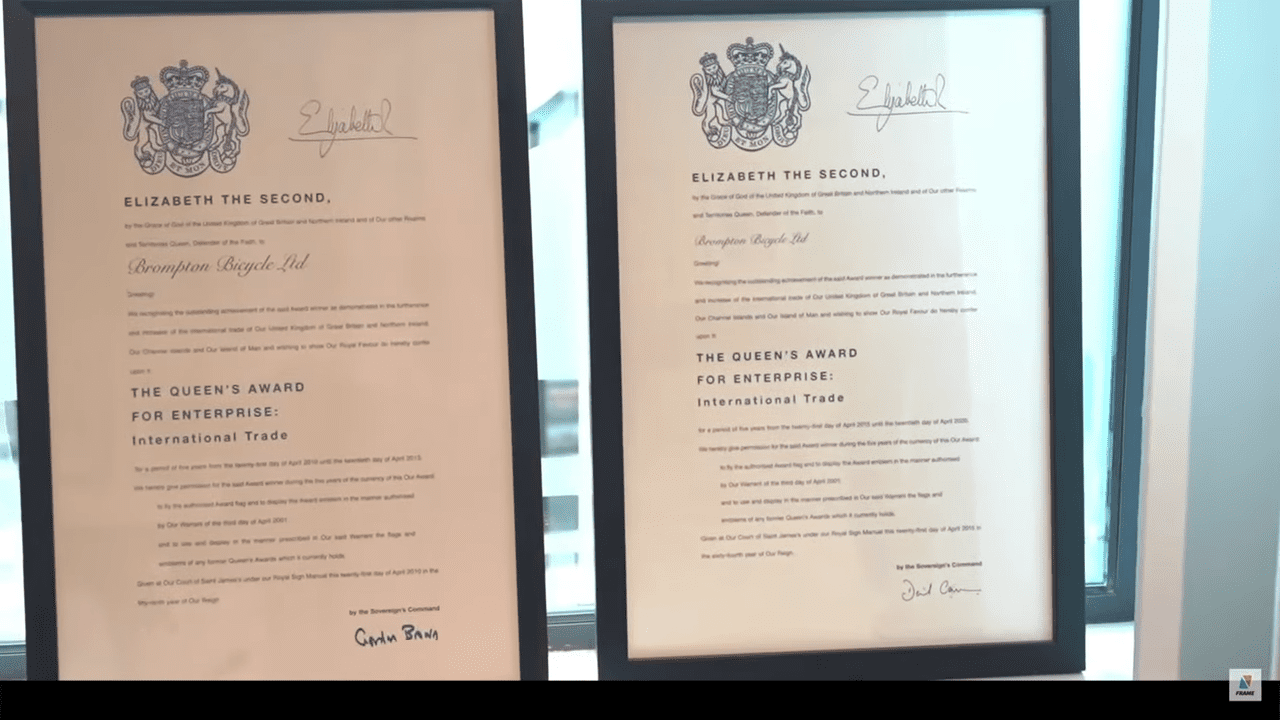 ET MON
Elizabeth R
ELIZABETH THE SECOND,
by the Grace of God of the United Kingdom of Great Britain and Northern Ireland and of Our other Realms
and Territories Queen, Defender of the Faith, to
Brompton Bicycle Ltd
Greeting!
We recognising the outstanding achievement of the said Award winner as demonstrated in the furtherance
and increase of the international trade of Our United Kingdom of Great Britain and Northern Ireland,
Our Channel Islands and Our Island of Man and wishing to show Our Royal Favour do hereby confer
upon it
THE QUEEN'S AWARD
FOR ENTERPRISE:
International Trade
for a period of five years from the twenty-first day of April 2010 until the twentieth day of April 2015.
We hereby give permission for the said Award winner during the five years of the currency of this Our Award
to fly the authorised Award flag and to display the Award emblem in the manner authorised
by Our Warrant of the third day of April 2001;
and to use and display in the manner prescribed in Our said Warrant the flags and
emblems of any former Queen's Awards which it currently holds.
Given at Our Court of Saint James's under our Royal Sign Manual this twenty-first day of April 2010 in the
fifty-ninth year of Our Reign
by the Sovereign's Command
Gordon Brown
ET MON
Elizabeth R
ELIZABETH THE SECOND,
by the Grace of God of the United Kingdom of Great Britain and Northern Ireland and of Our other Realms
and Territories Queen, Defender of the Faith, to
Brompton Bicycle Ltd
Greeting!
We recognising the outstanding achievement of the said Award winner as demonstrated in the furtherance
and increase of the international trade of Our United Kingdom of Great Britain and Northern Ireland,
Our Channel Islands and Our Island of Man and wishing to show Our Royal Favour do hereby confer
upon it
THE QUEEN'S AWARD
FOR ENTERPRISE:
International Trade
for a period of five years from the twenty-first day of April 2015 until the twentieth day of April 2020.
We hereby give permission for the said Award winner during the five years of the currency of this Our Award
to fly the authorised Award flag and to display the Award emblem in the manner authorised
by Our Warrant of the third day of April 2001;
and to use and display in the manner prescribed in Our said Warrant the flags and
emblems of any former Queen's Awards which it currently holds.
Given at Our Court of Saint James's under our Royal Sign Manual this twenty-first day of April 2015 in
the sixty-fourth year of Our Reign.
by the Sovereign's Command
David Cameron
FRAME